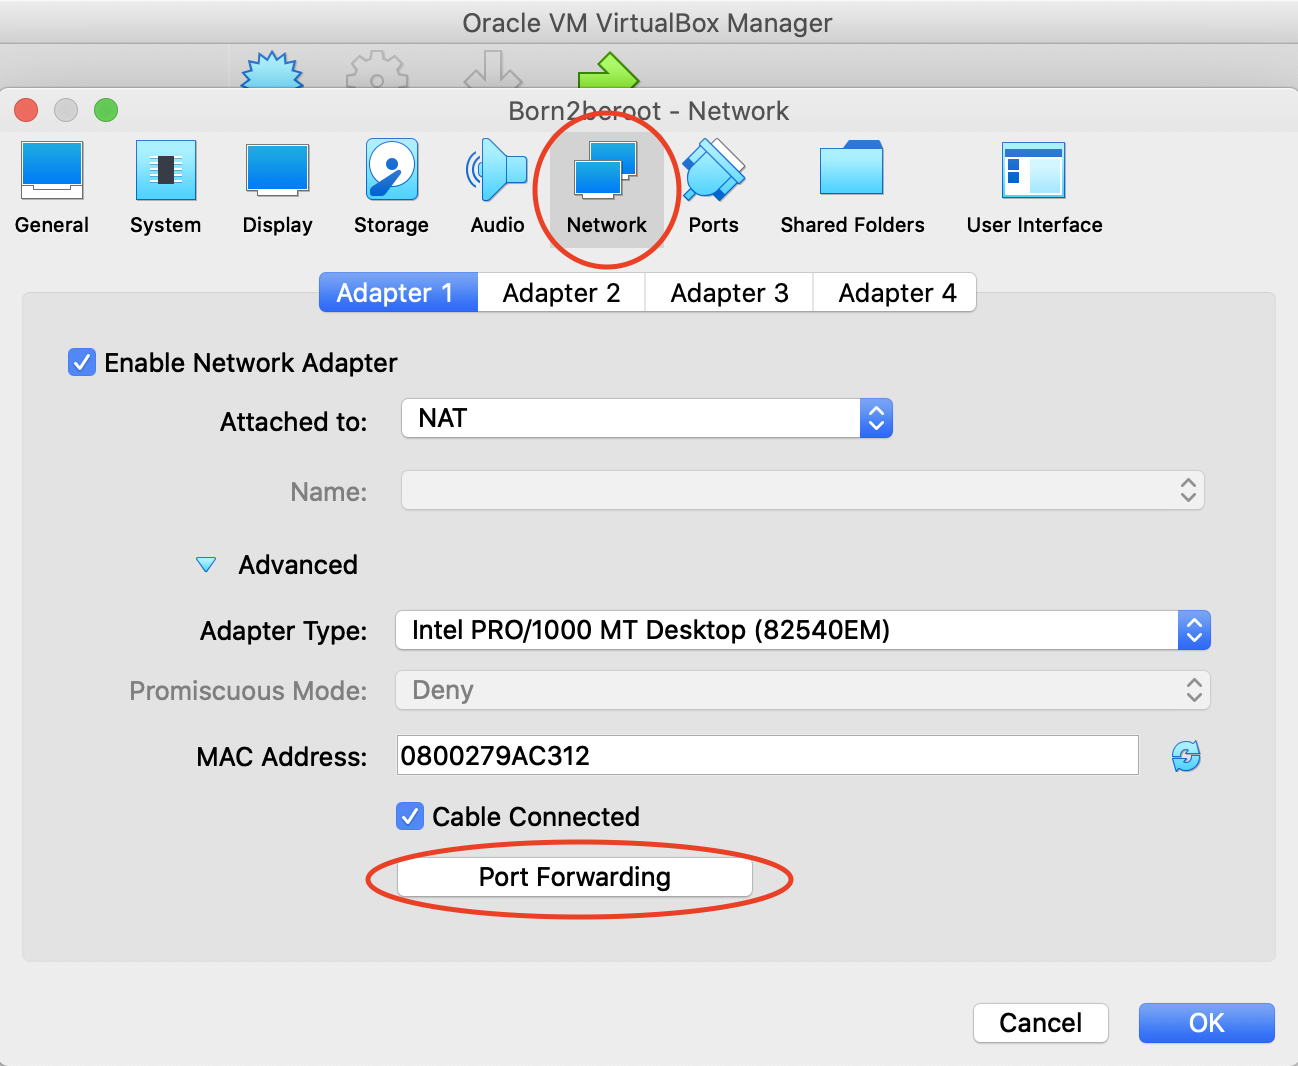 Oracle VM VirtualBox Manager
Born2beroot - Network
General System Display Storage Audio Network Ports Shared Folders User Interface
Adapter 1 Adapter 2 Adapter 3 Adapter 4
Enable Network Adapter
Attached to: NAT
Name:
Advanced
Adapter Type: Intel PRO/1000 MT Desktop (82540EM)
Promiscuous Mode: Deny
MAC Address: 0800279AC312
Cable Connected
Port Forwarding
Cancel OK